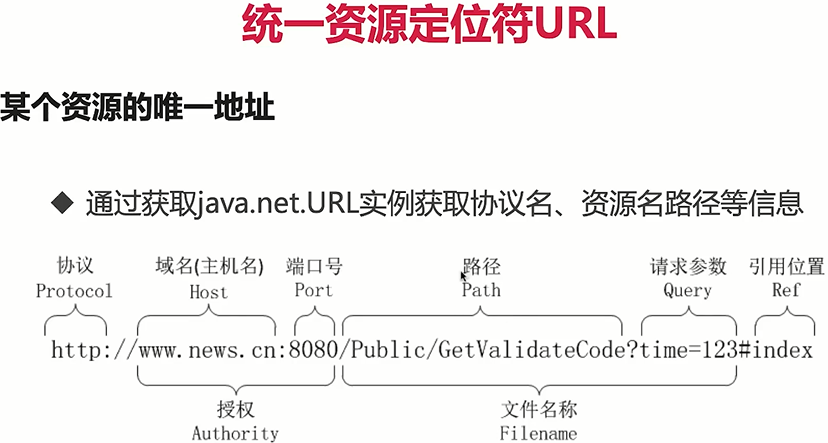 统一资源定位符URL
某个资源的唯一地址
◆ 通过获取java.net.URL实例获取协议名、资源名路径等信息
协议 域名(主机名) 端口号 路径 请求参数 引用位置
Protocol Host Port Path Query Ref
http://www.news.cn:8080/Public/GetValidateCode?time=123#index
授权 文件名称
Authority Filename